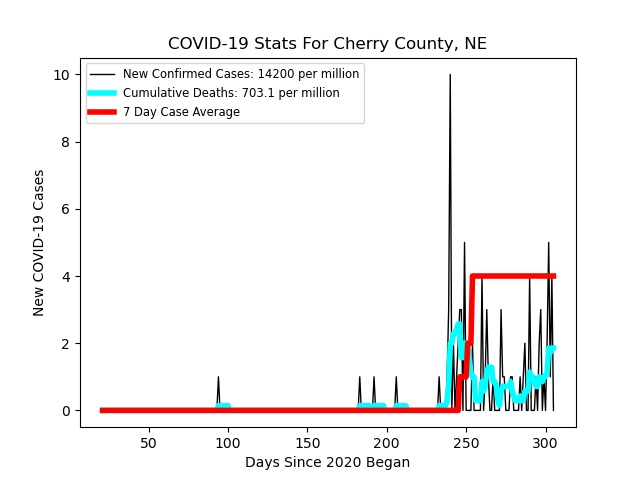 COVID-19 Stats For Cherry County, NE
New Confirmed Cases: 14200 per million
Cumulative Deaths: 703.1 per million
7 Day Case Average
New COVID-19 Cases
10
8
6
4
2
0
50 100 150 200 250 300
Days Since 2020 Began